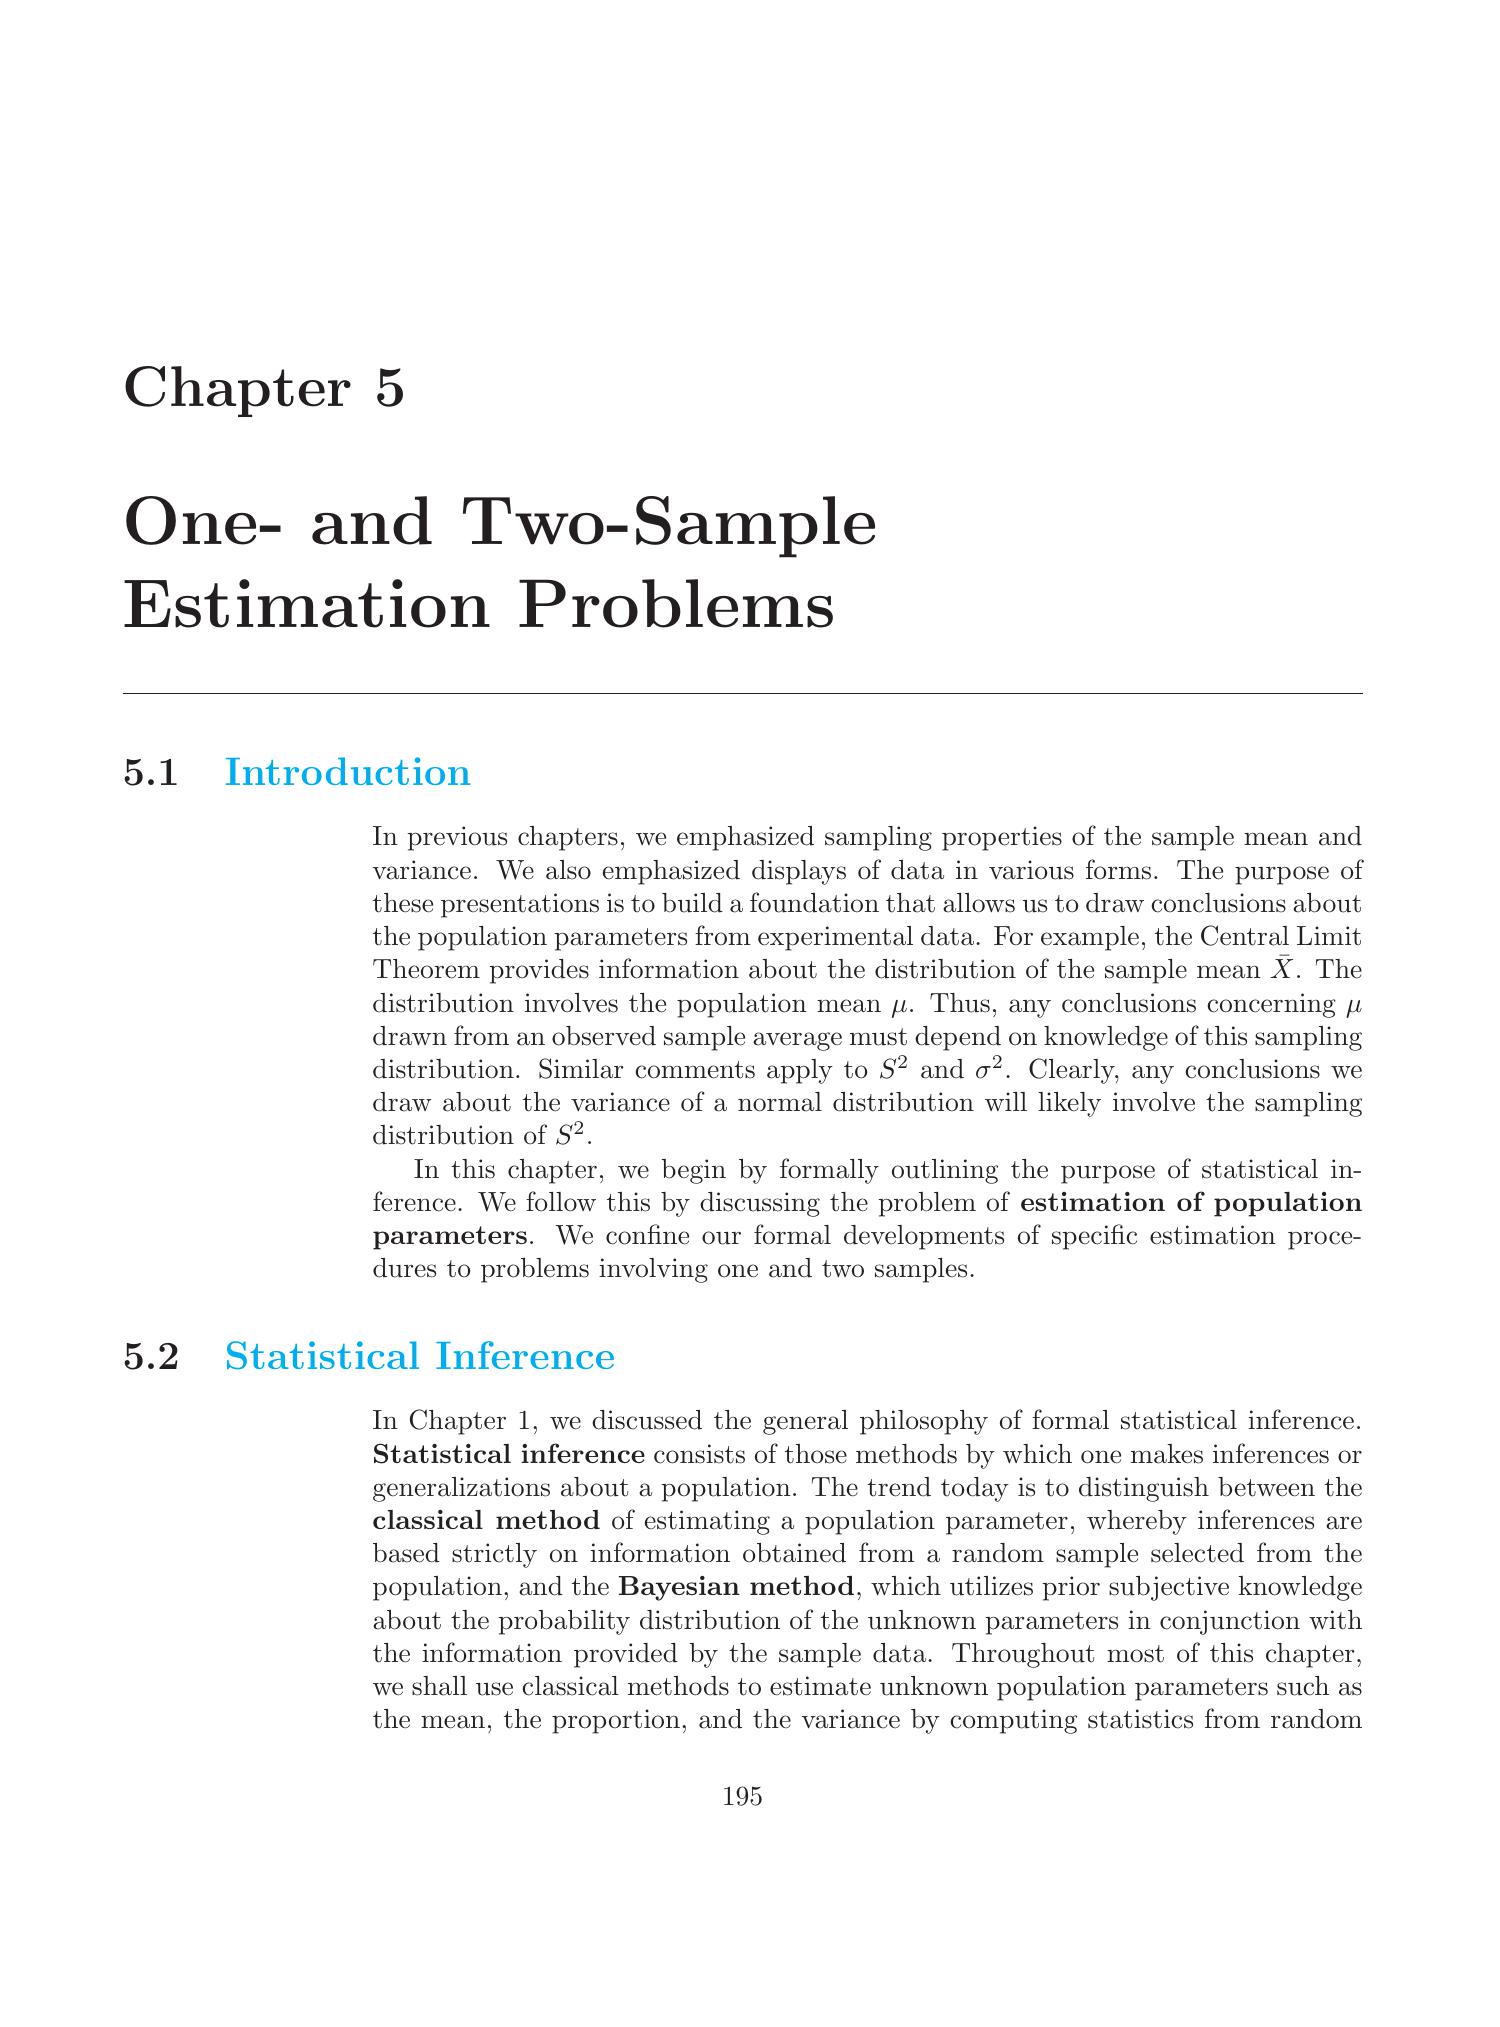 Chapter 5
One- and Two-Sample
Estimation Problems
5.1 Introduction
In previous chapters, we emphasized sampling properties of the sample mean and
variance. We also emphasized displays of data in various forms. The purpose of
these presentations is to build a foundation that allows us to draw conclusions about
the population parameters from experimental data. For example, the Central Limit
Theorem provides information about the distribution of the sample mean X̄. The
distribution involves the population mean μ. Thus, any conclusions concerning μ
drawn from an observed sample average must depend on knowledge of this sampling
distribution. Similar comments apply to S² and σ². Clearly, any conclusions we
draw about the variance of a normal distribution will likely involve the sampling
distribution of S².
In this chapter, we begin by formally outlining the purpose of statistical in-
ference. We follow this by discussing the problem of estimation of population
parameters. We confine our formal developments of specific estimation proce-
dures to problems involving one and two samples.
5.2 Statistical Inference
In Chapter 1, we discussed the general philosophy of formal statistical inference.
Statistical inference consists of those methods by which one makes inferences or
generalizations about a population. The trend today is to distinguish between the
classical method of estimating a population parameter, whereby inferences are
based strictly on information obtained from a random sample selected from the
population, and the Bayesian method, which utilizes prior subjective knowledge
about the probability distribution of the unknown parameters in conjunction with
the information provided by the sample data. Throughout most of this chapter,
we shall use classical methods to estimate unknown population parameters such as
the mean, the proportion, and the variance by computing statistics from random
195